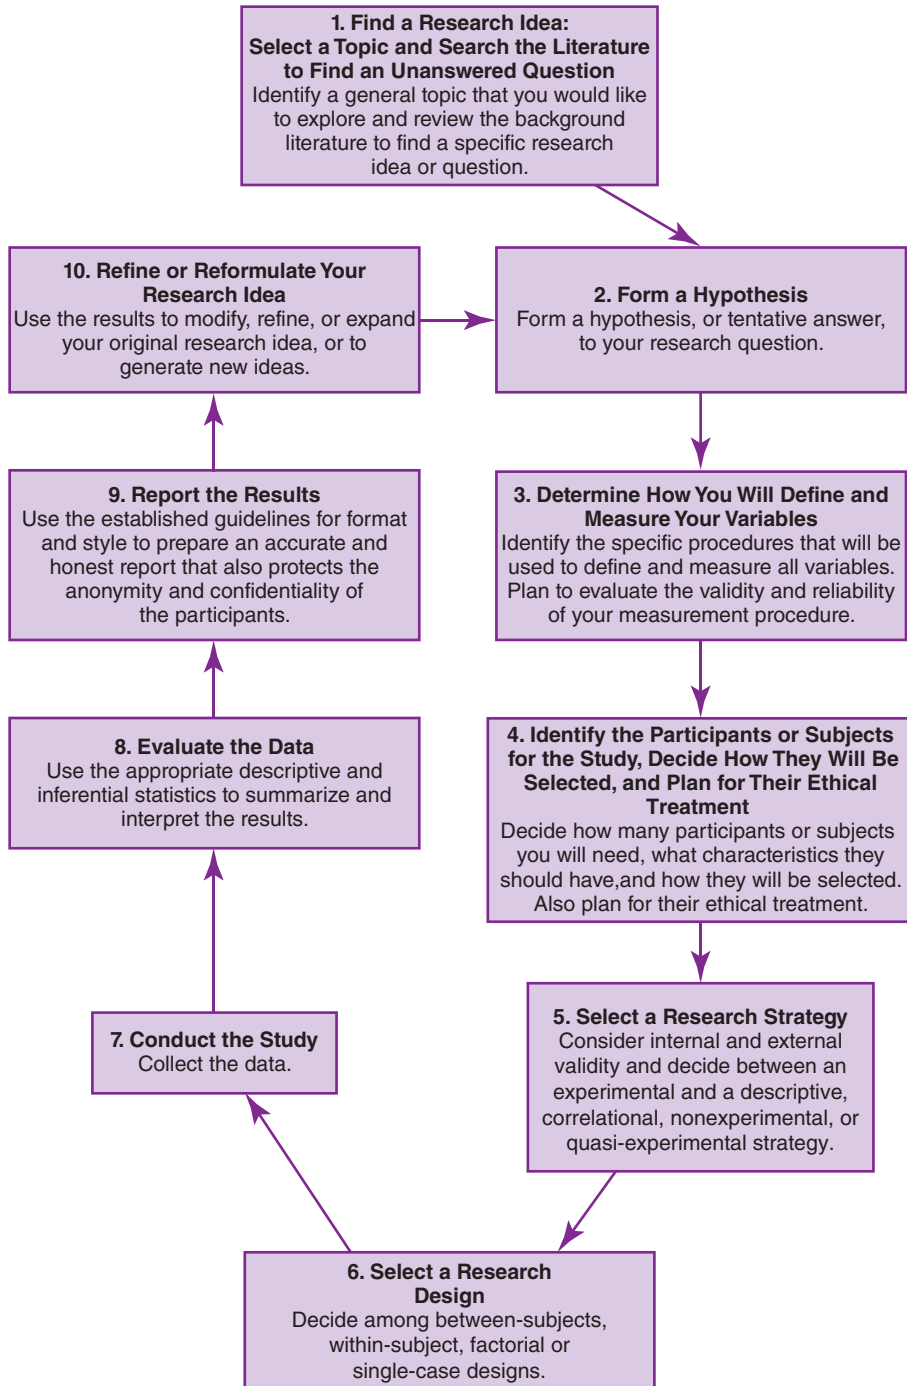 1. Find a Research Idea:
Select a Topic and Search the Literature
to Find an Unanswered Question
Identify a general topic that you would like
to explore and review the background
literature to find a specific research
idea or question.
10. Refine or Reformulate Your
Research Idea
Use the results to modify, refine, or expand
your original research idea, or to
generate new ideas.
2. Form a Hypothesis
Form a hypothesis, or tentative answer,
to your research question.
9. Report the Results
Use the established guidelines for format
and style to prepare an accurate and
honest report that also protects the
anonymity and confidentiality of
the participants.
3. Determine How You Will Define and
Measure Your Variables
Identify the specific procedures that will be
used to define and measure all variables.
Plan to evaluate the validity and reliability
of your measurement procedure.
8. Evaluate the Data
Use the appropriate descriptive and
inferential statistics to summarize and
interpret the results.
4. Identify the Participants or Subjects
for the Study, Decide How They Will Be
Selected, and Plan for Their Ethical
Treatment
Decide how many participants or subjects
you will need, what characteristics they
should have,and how they will be selected.
Also plan for their ethical treatment.
7. Conduct the Study
Collect the data.
5. Select a Research Strategy
Consider internal and external
validity and decide between an
experimental and a descriptive,
correlational, nonexperimental, or
quasi-experimental strategy.
6. Select a Research
Design
Decide among between-subjects,
within-subject, factorial or
single-case designs.